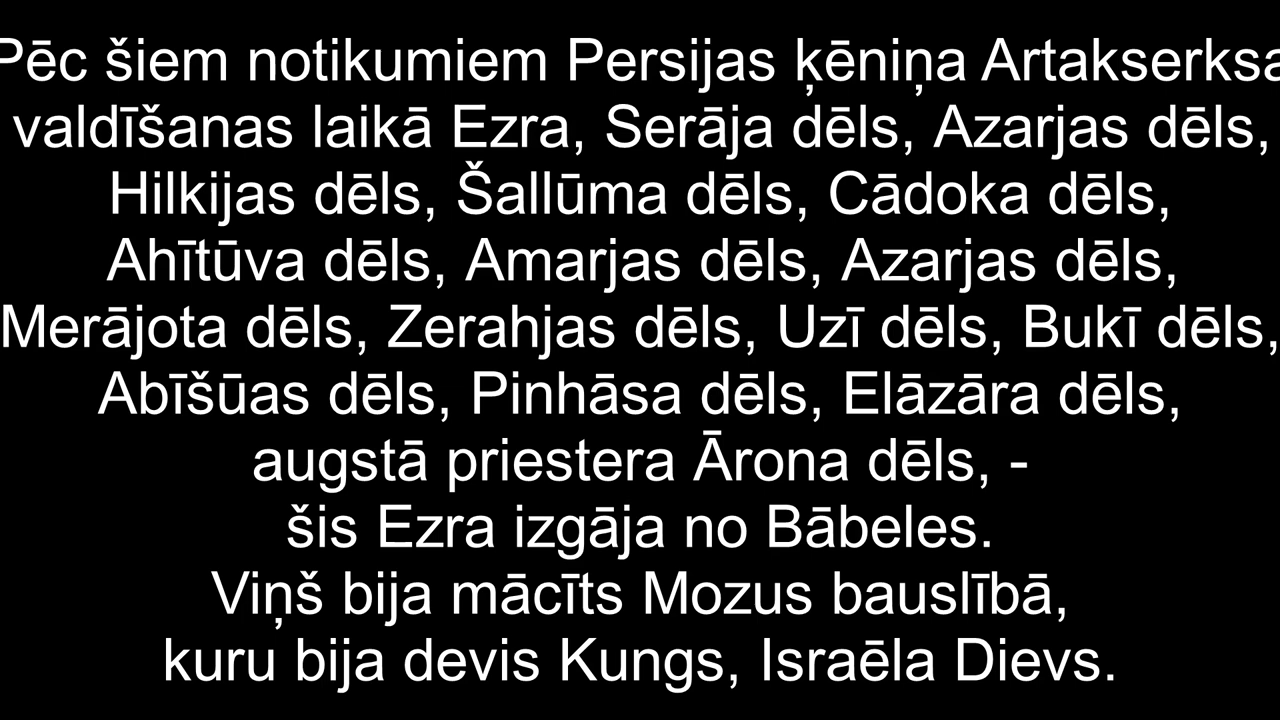 Pēc šiem notikumiem Persijas ķēniņa Artakserksa
valdīšanas laikā Ezra, Serāja dēls, Azarjas dēls,
Hilkijas dēls, Šallūma dēls, Cādoka dēls,
Ahītūva dēls, Amarjas dēls, Azarjas dēls,
Merājota dēls, Zerahjas dēls, Uzī dēls, Bukī dēls,
Abīšūas dēls, Pinhāsa dēls, Elāzāra dēls,
augstā priestera Ārona dēls, -
šis Ezra izgāja no Bābeles.
Viņš bija mācīts Mozus bauslībā,
kuru bija devis Kungs, Israēla Dievs.